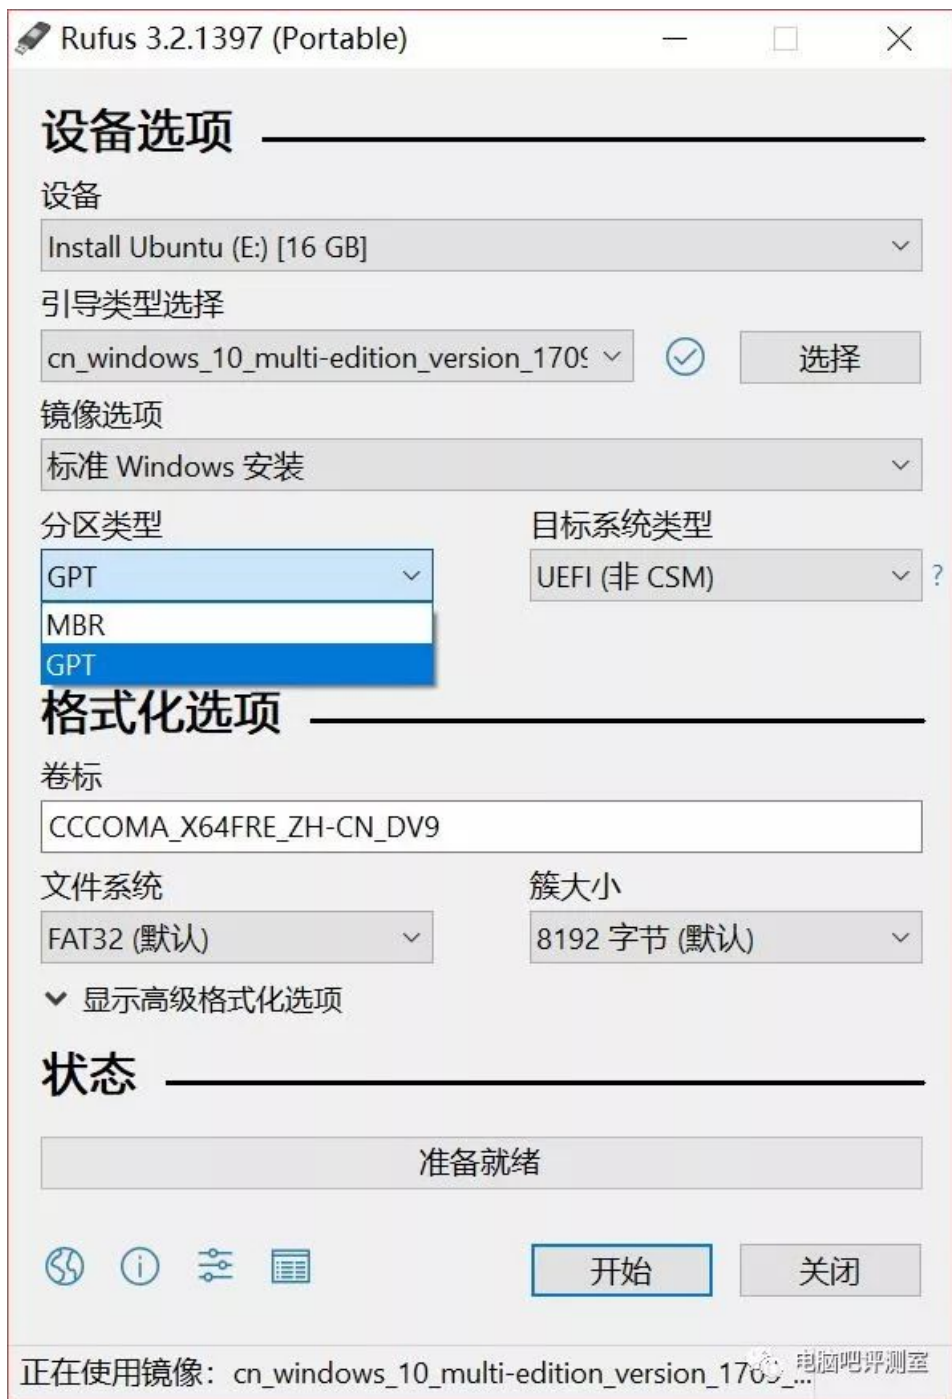 Rufus 3.2.1397 (Portable)
设备选项
设备
Install Ubuntu (E:) [16 GB]
引导类型选择
cn_windows_10_multi-edition_version_1709
选择
镜像选项
标准 Windows 安装
分区类型
目标系统类型
GPT
UEFI (非 CSM)
?
MBR
GPT
格式化选项
卷标
CCCOMA_X64FRE_ZH-CN_DV9
文件系统
簇大小
FAT32 (默认)
8192 字节 (默认)
显示高级格式化选项
状态
准备就绪
开始
关闭
正在使用镜像： cn_windows_10_multi-edition_version_1709_...
电脑吧评测室